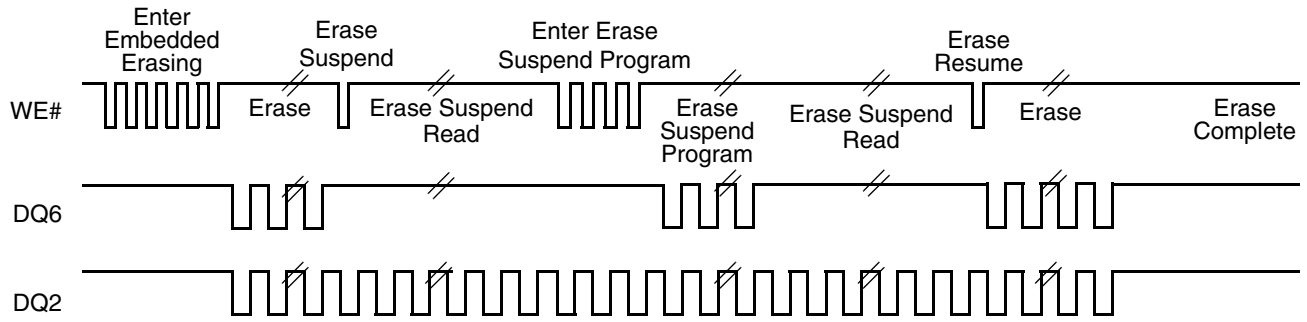 Enter
Embedded
Erasing
Erase
Suspend
Enter Erase
Suspend Program
Erase
Resume
WE#
Erase
Erase Suspend
Read
Erase
Suspend
Program
Erase Suspend
Read
Erase
Erase
Complete
DQ6
DQ2